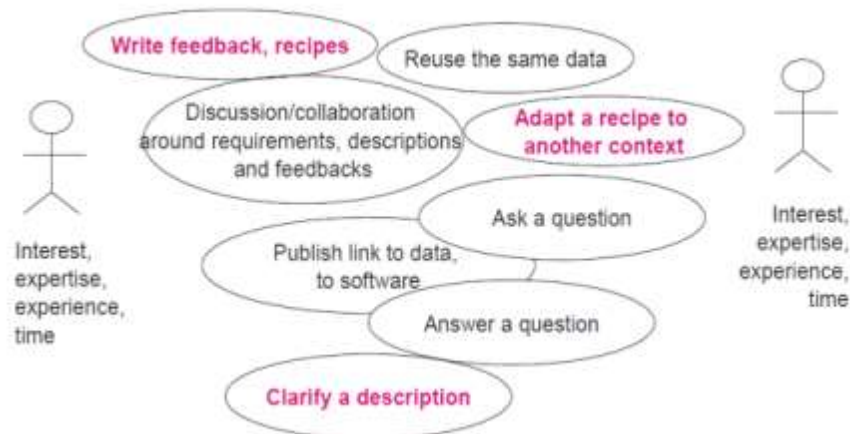 Write feedback, recipes
Reuse the same data
Discussion/collaboration
around requirements, descriptions
and feedbacks
Adapt a recipe to
another context
Ask a question
Publish link to data,
to software
Answer a question
Clarify a description
Interest,
expertise,
experience,
time
Interest,
expertise,
experience,
time